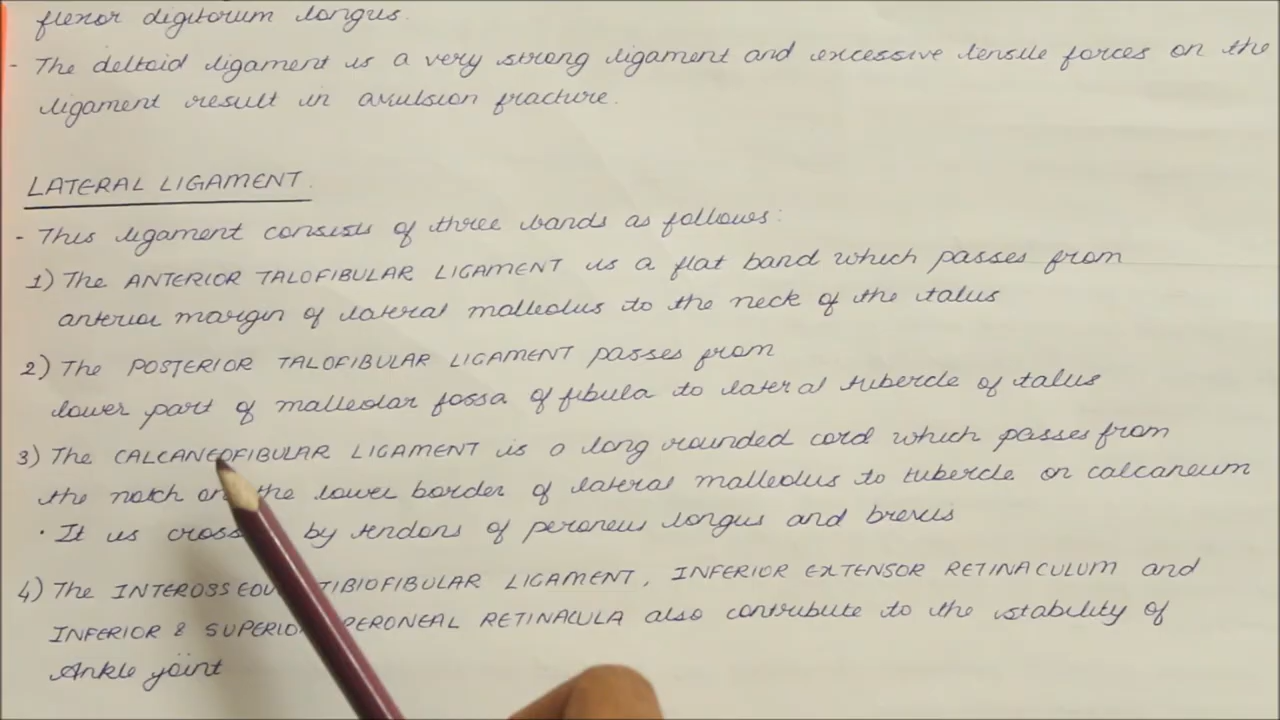 flexor digitorum longus.
- The deltoid ligament is a very strong ligament and excessive tensile forces on the
ligament result in avulsion fracture.
LATERAL LIGAMENT.
- This ligament consists of three bands as follows:
1) The ANTERIOR TALOFIBULAR LIGAMENT is a flat band which passes from
anterior margin of lateral malleolus to the neck of the talus
2) The POSTERIOR TALOFIBULAR LIGAMENT passes from
lower part of malleolar fossa of fibula to lateral tubercle of talus
3) The CALCANEOFIBULAR LIGAMENT is a long rounded cord which passes from
the notch on the lower border of lateral malleolus to tubercle on calcaneum
• It is cross by tendons of peroneus longus and brevis
4) The INTEROSSEOU TIBIOFIBULAR LIGAMENT, INFERIOR EXTENSOR RETINACULUM and
INFERIOR & SUPERIOR PERONEAL RETINACULA also contribute to the stability of
Ankle joint